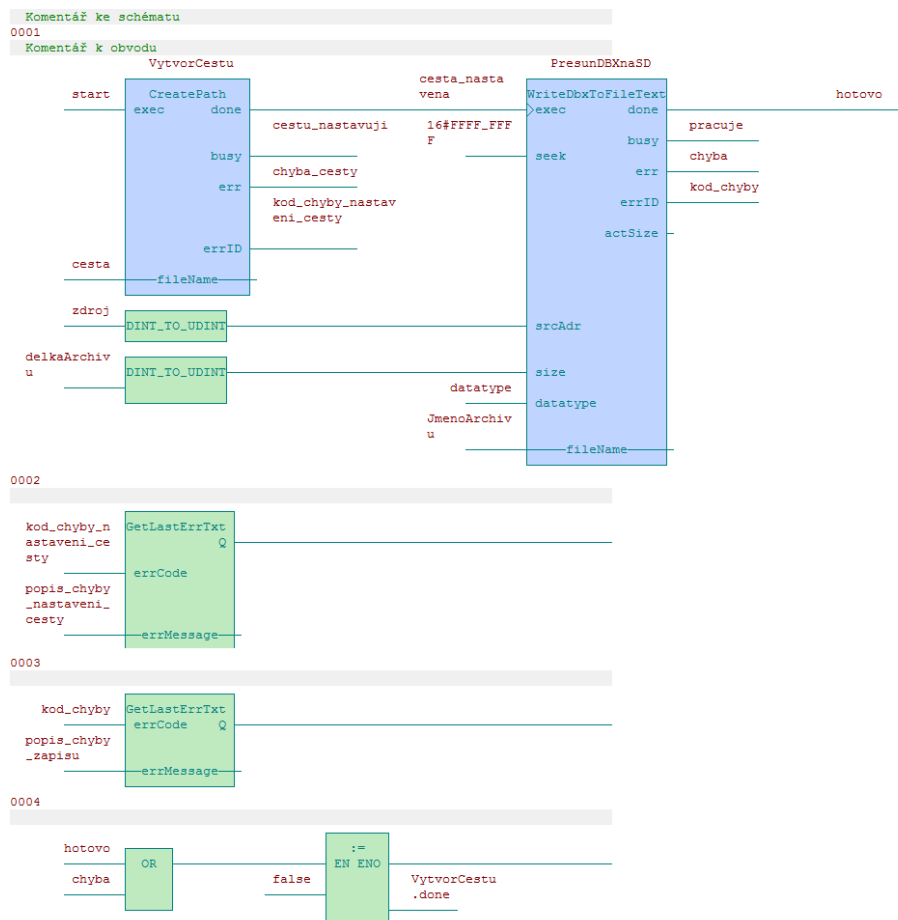 Komentář ke schématu
0001
Komentář k obvodu
VytvorCestu
PresunDBXnaSD
start
CreatePath
exec
done
cesta_nasta
vena
WriteDbxToFileText
exec
done
hotovo
cestu_nastavuji
16#FFFF_FFF
F
pracuje
busy
busy
seek
chyba_cesty
chyba
err
err
kod_chyby_nastav
eni_cesty
kod_chyby
errID
errID
actSize
cesta
fileName
zdroj
DINT_TO_UDINT
srcAdr
delkaArchiv
u
DINT_TO_UDINT
size
datatype
datatype
JmenoArchiv
u
fileName
0002
kod_chyby_n
astaveni_ce
sty
GetLastErrTxt
Q
errCode
popis_chyby
_nastaveni_
cesty
errMessage
0003
kod_chyby
GetLastErrTxt
errCode
Q
popis_chyby
_zapisu
errMessage
0004
hotovo
OR
:=
EN ENO
chyba
false
VytvorCestu
.done